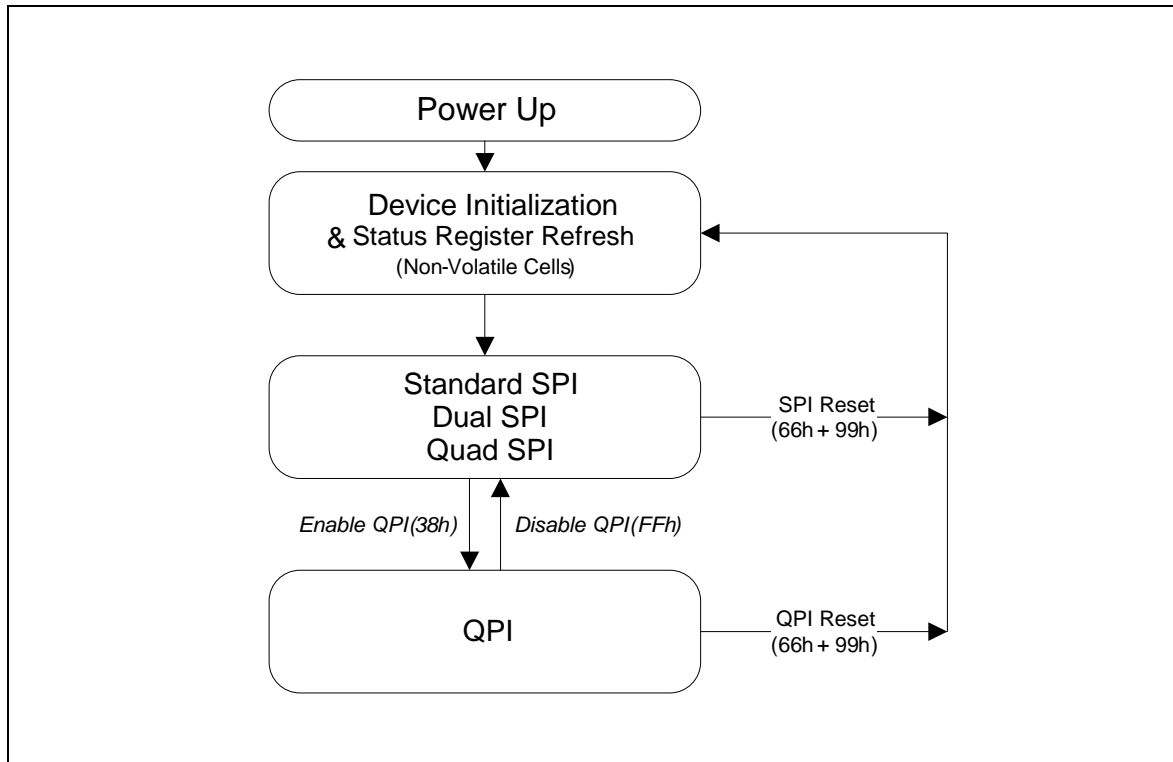 Power Up
Device Initialization
& Status Register Refresh
(Non-Volatile Cells)
Standard SPI
Dual SPI
Quad SPI
SPI Reset
(66h + 99h)
Enable QPI(38h)
Disable QPI(FFh)
QPI
QPI Reset
(66h + 99h)